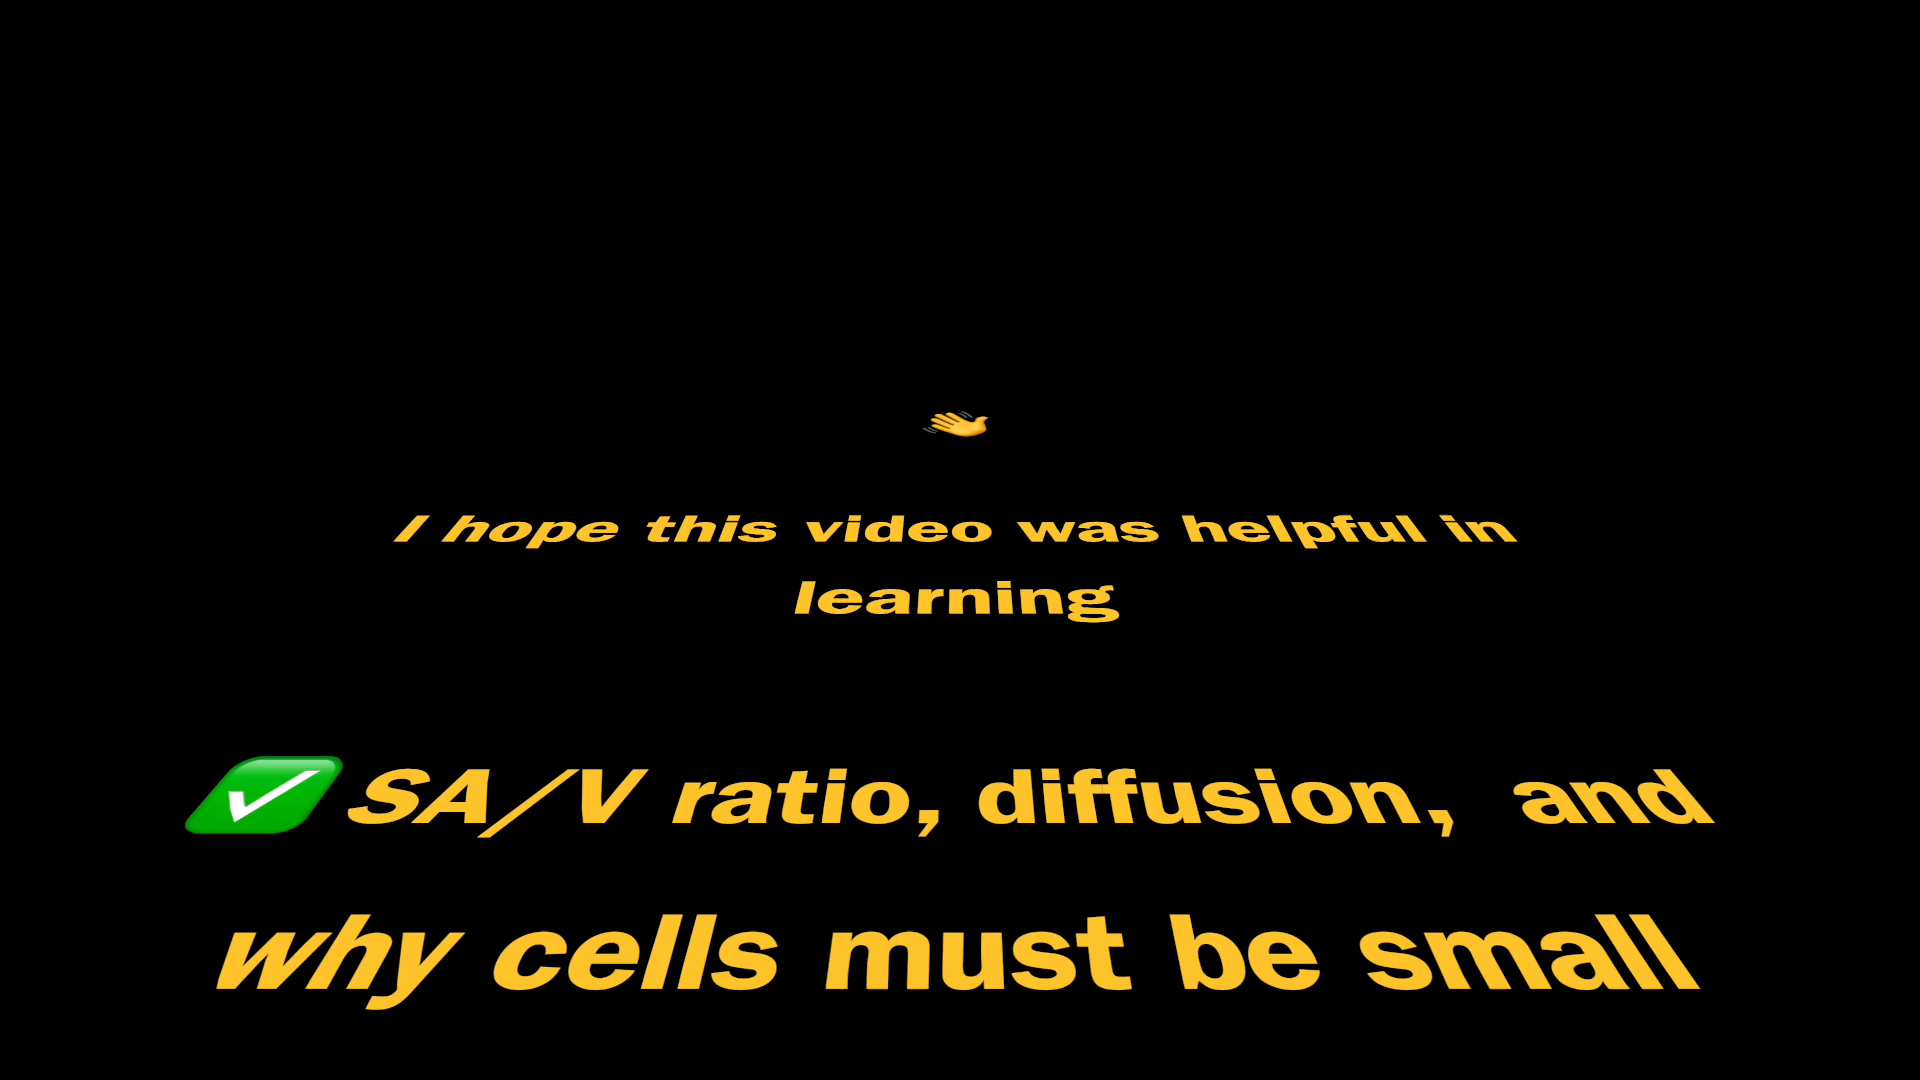 👋
I hope this video was helpful in
learning
✅ SA/V ratio, diffusion, and
why cells must be small